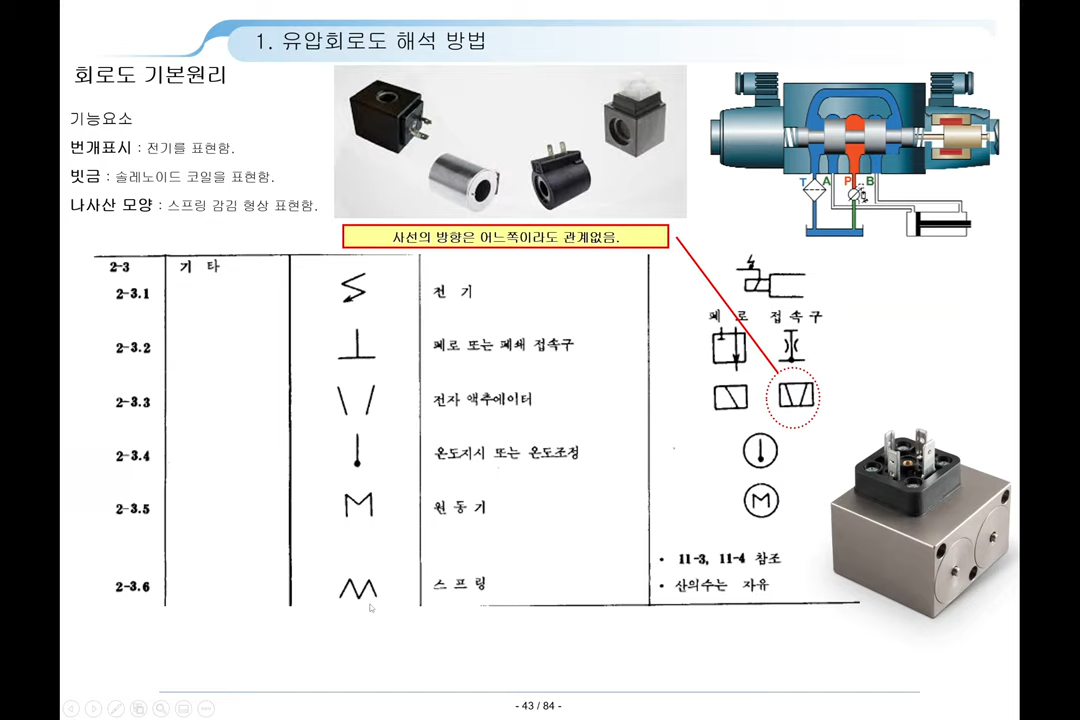 1. 유압회로도 해석 방법
회로도 기본원리
기능요소
번개표시 : 전기를 표현함.
빗금 : 솔레노이드 코일을 표현함.
나사산 모양 : 스프링 감김 형상 표현함.
T A P B
사선의 방향은 어느쪽이라도 관계없음.
2-3 기 타
2-3.1 전 기
폐 로 접속구
2-3.2 폐로 또는 폐쇄 접속구
2-3.3 전자 액추에이터
2-3.4 온도지시 또는 온도조정
2-3.5 M 원동기 M
• 11-3, 11-4 참조
2-3.6 스프링 • 산의수는 자유
- 43 / 84 -